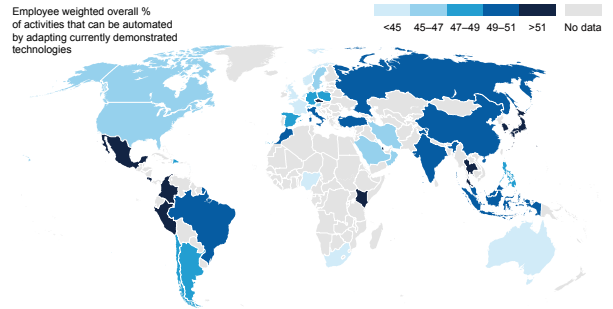 Employee weighted overall %
of activities that can be automated
by adapting currently demonstrated
technologies
<45 45–47 47–49 49–51 >51 No data